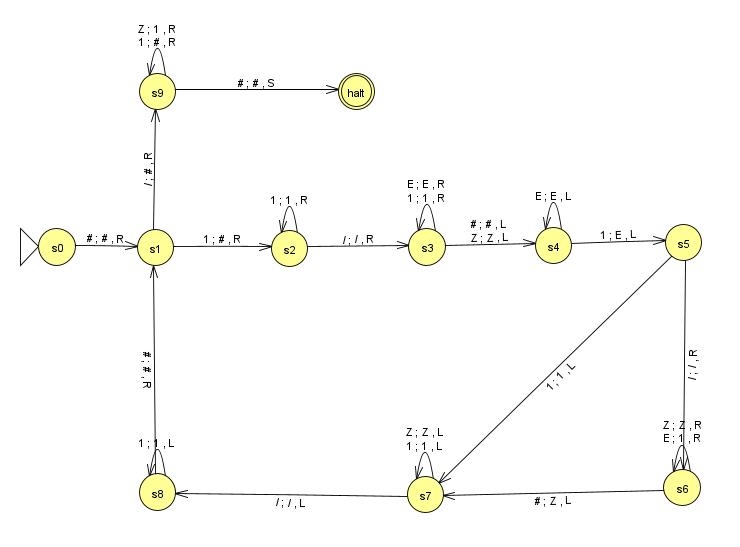 Z ; 1 , R
1 ; # , R
s9
# ; # , S
halt
/ ; # , R
s0
# ; # , R
s1
1 ; # , R
1 ; 1 , R
s2
/ ; / , R
E ; E , R
1 ; 1 , R
s3
# ; # , L
Z ; Z , L
E ; E , L
s4
1 ; E , L
s5
# ; # , R
1 ; 1 , L
/ ; / , R
1 ; 1 , L
s8
/ ; / , L
Z ; Z , L
1 ; 1 , L
s7
# ; Z , L
Z ; Z , R
E ; 1 , R
s6